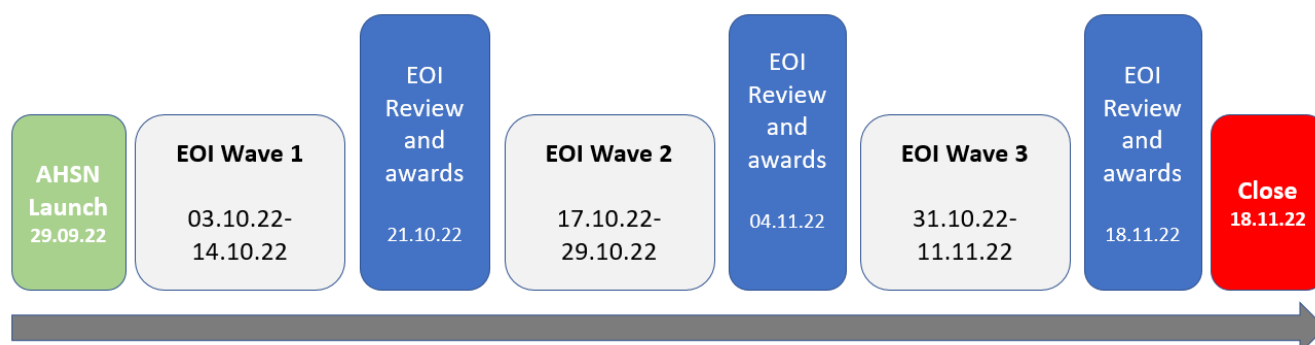 AHSN
Launch
29.09.22
EOI Wave 1
03.10.22-
14.10.22
EOI
Review
and
awards
21.10.22
EOI Wave 2
17.10.22-
29.10.22
EOI
Review
and
awards
04.11.22
EOI Wave 3
31.10.22-
11.11.22
EOI
Review
and
awards
18.11.22
Close
18.11.22